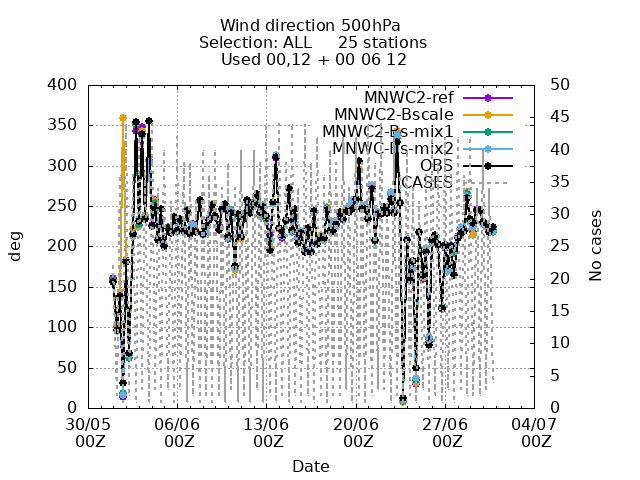 Wind direction 500hPa
Selection: ALL 25 stations
Used 00,12 + 00 06 12
deg
No cases
400
350
300
250
200
150
100
50
0
50
45
40
35
30
25
20
15
10
5
0
MNWC2-ref
MNWC2-Bscale
MNWC2-Bs-mix1
MNWC-Bs-mix2
OBS
CASES
30/05 06/06 13/06 20/06 27/06 04/07
00Z 00Z 00Z 00Z 00Z 00Z
Date